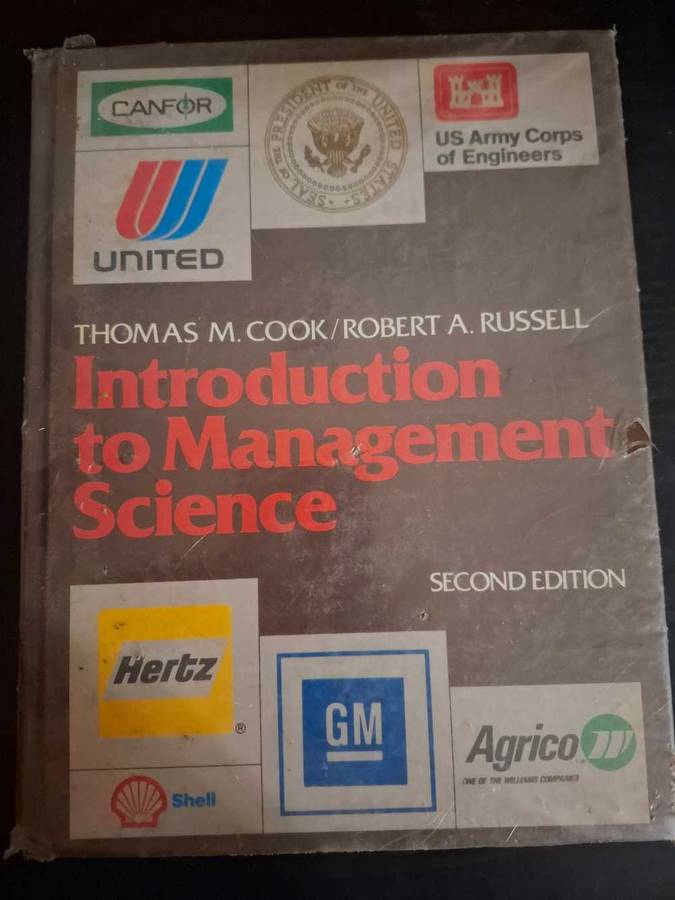 CANFOR
SEAL OF THE PRESIDENT OF THE UNITED STATES
US Army Corps
of Engineers
UNITED
THOMAS M. COOK/ROBERT A. RUSSELL
Introduction
to Management
Science
SECOND EDITION
Hertz
®
GM
Agrico
ONE OF THE WILLIAMS COMPANIES
Shell